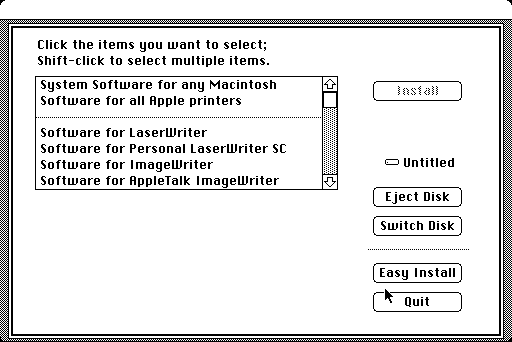 Click the items you want to select;
Shift-click to select multiple items.
System Software for any Macintosh
Software for all Apple printers
Software for LaserWriter
Software for Personal LaserWriter SC
Software for ImageWriter
Software for AppleTalk ImageWriter
Install
Untitled
Eject Disk
Switch Disk
Easy Install
Quit